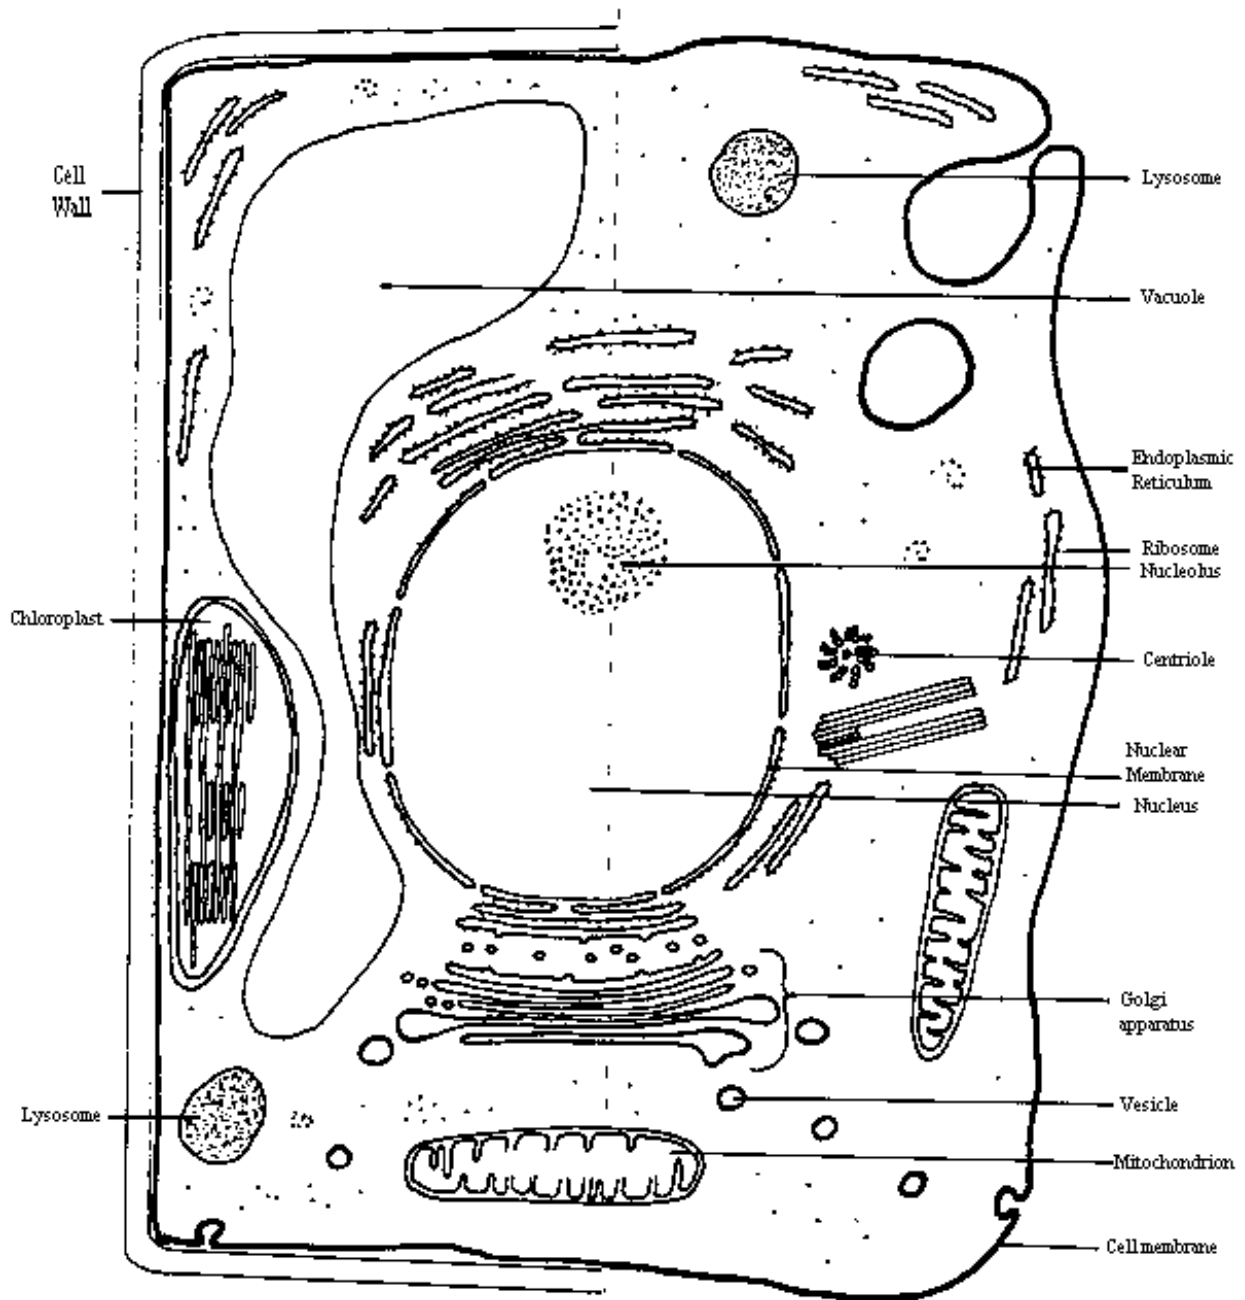 Cell
Wall
Lysosome
Vacuole
Endoplasmic
Reticulum
Ribosome
Nucleolus
Chloroplast
Centriole
Nuclear
Membrane
Nucleus
Golgi
apparatus
Lysosome
Vesicle
Mitochondrion
Cell membrane